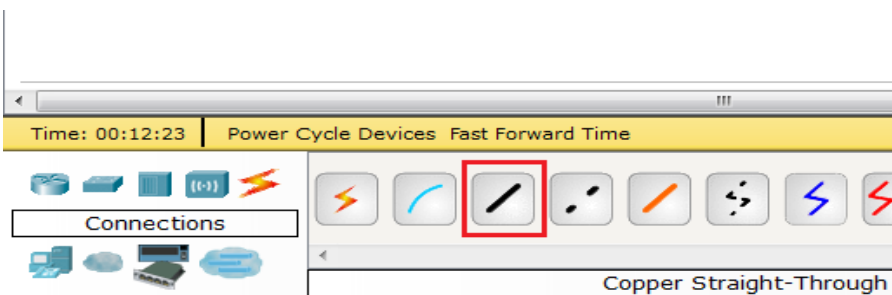 Time: 00:12:23 Power Cycle Devices Fast Forward Time
Connections
Copper Straight-Through